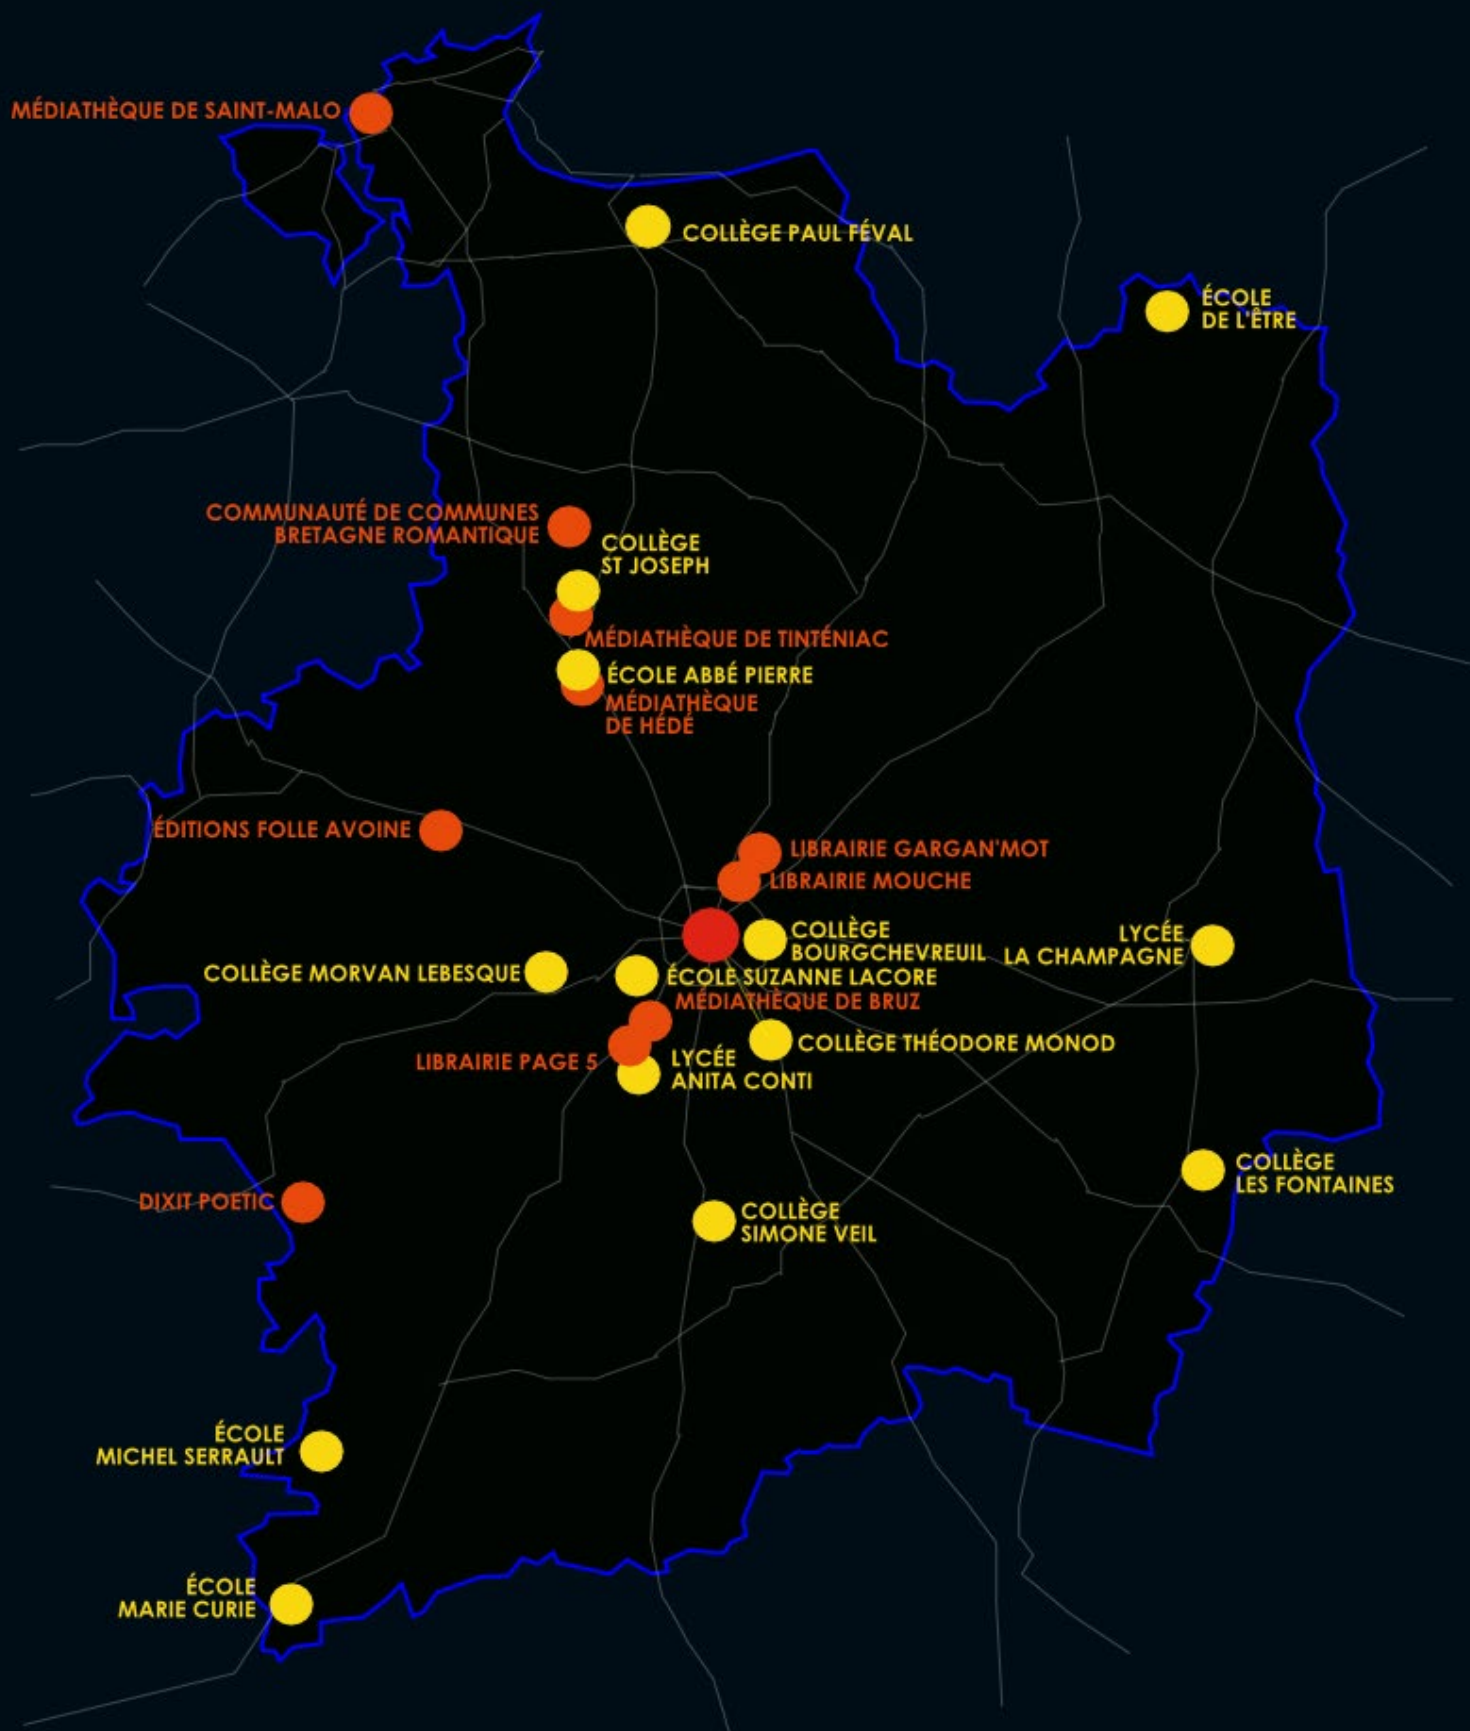 MÉDIATHÈQUE DE SAINT-MALO
COLLÈGE PAUL FÉVAL
ÉCOLE
DE L'ÊTRE
COMMUNAUTÉ DE COMMUNES
BRETAGNE ROMANTIQUE
COLLÈGE
ST JOSEPH
MÉDIATHÈQUE DE TINTÉNIAC
ÉCOLE ABBÉ PIERRE
MÉDIATHÈQUE
DE HÉDÉ
ÉDITIONS FOLLE AVOINE
LIBRAIRIE GARGAN'MOT
LIBRAIRIE MOUCHE
COLLÈGE
BOURGCHEVREUIL
LYCÉE
LA CHAMPAGNE
COLLÈGE MORVAN LEBESQUE
ÉCOLE SUZANNE LACORE
MÉDIATHÈQUE DE BRUZ
COLLÈGE THÉODORE MONOD
LIBRAIRIE PAGE 5
LYCÉE
ANITA CONTI
COLLÈGE
LES FONTAINES
DIXIT POETIC
COLLÈGE
SIMONE VEIL
ÉCOLE
MICHEL SERRAULT
ÉCOLE
MARIE CURIE